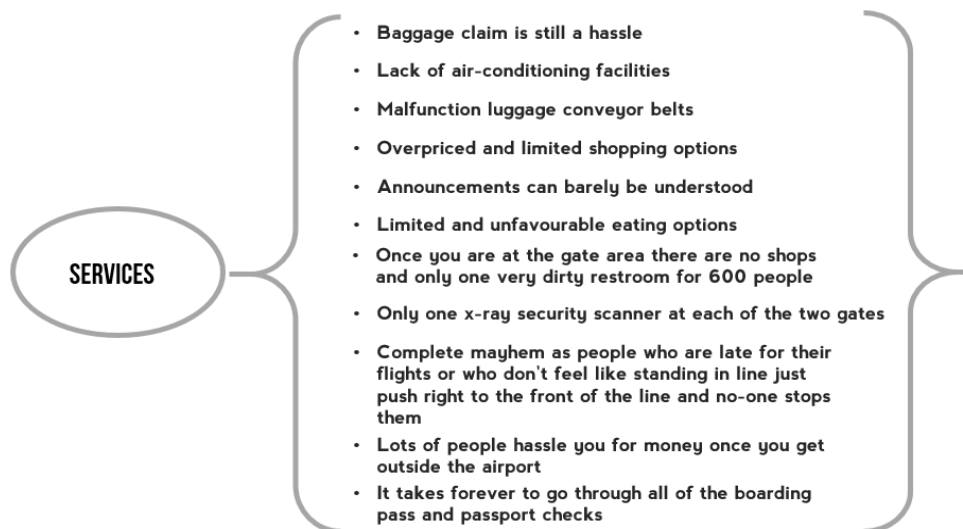 SERVICES
• Baggage claim is still a hassle
• Lack of air-conditioning facilities
• Malfunction luggage conveyor belts
• Overpriced and limited shopping options
• Announcements can barely be understood
• Limited and unfavourable eating options
• Once you are at the gate area there are no shops
and only one very dirty restroom for 600 people
• Only one x-ray security scanner at each of the two gates
• Complete mayhem as people who are late for their
flights or who don't feel like standing in line just
push right to the front of the line and no-one stops
them
• Lots of people hassle you for money once you get
outside the airport
• It takes forever to go through all of the boarding
pass and passport checks